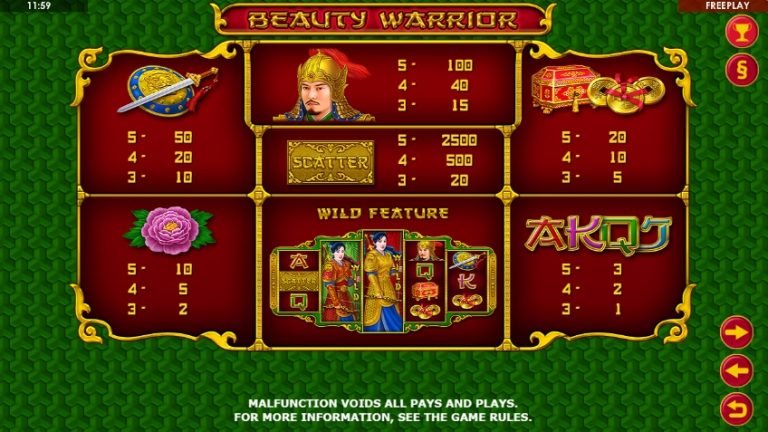 11:59
FREEPLAY
BEAUTY WARRIOR
5 - 50
4 - 20
3 - 10
5 - 100
4 - 40
3 - 15
5 - 20
4 - 10
3 - 5
SCATTER
5 - 2500
4 - 500
3 - 20
5 - 10
4 - 5
3 - 2
WILD FEATURE
A
SCATTER
Q
WILD
WILD
Q
K
AKQJ
5 - 3
4 - 2
3 - 1
MALFUNCTION VOIDS ALL PAYS AND PLAYS.
FOR MORE INFORMATION, SEE THE GAME RULES.
§